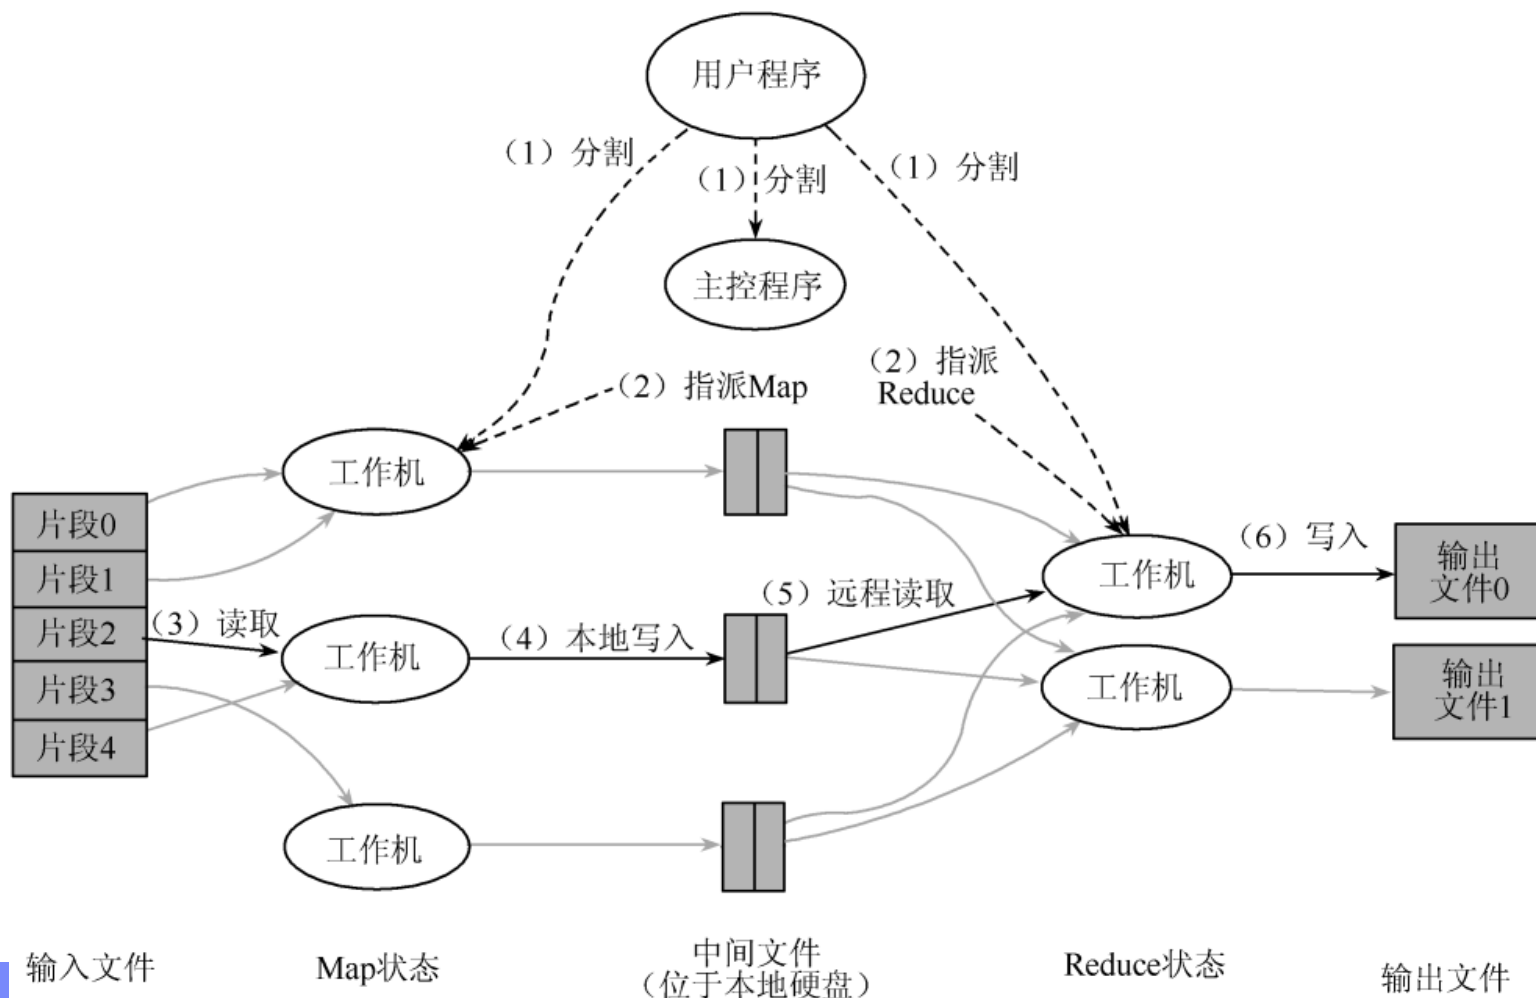 用户程序
（1）分割
（1）分割
（1）分割
主控程序
（2）指派
Reduce
（2）指派Map
工作机
片段0
片段1
片段2
片段3
片段4
（3）读取
工作机
（4）本地写入
（5）远程读取
工作机
（6）写入
输出
文件0
工作机
输出
文件1
工作机
输入文件
Map状态
中间文件
（位于本地硬盘）
Reduce状态
输出文件